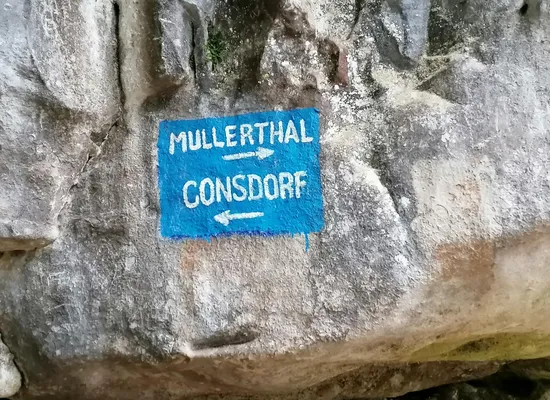 MULLERTHAL
→
CONSDORF
←